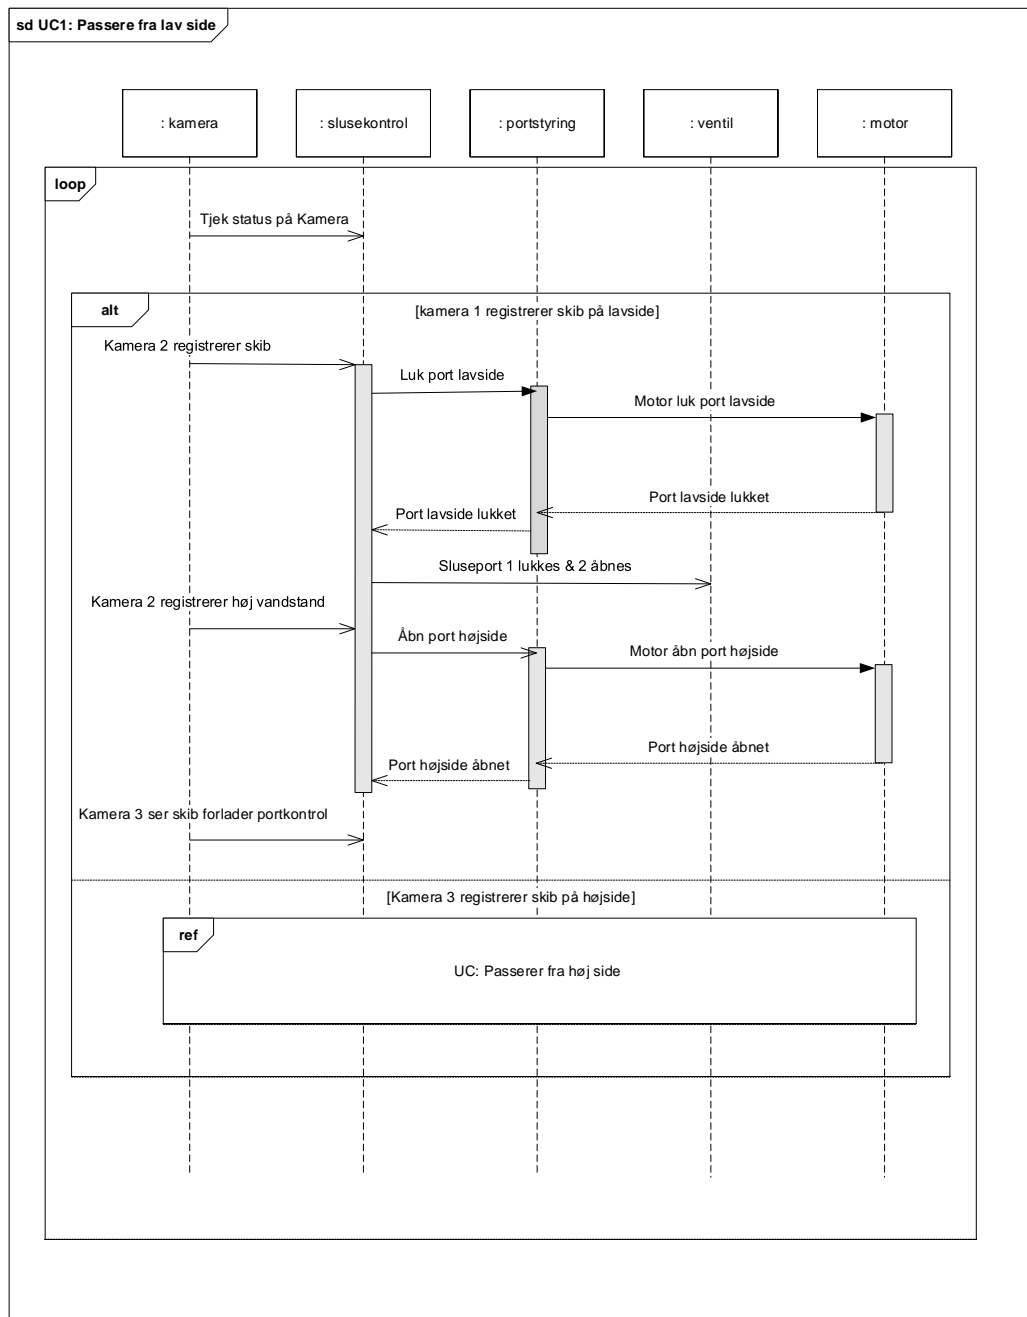 sd UC1: Passere fra lav side
: kamera
: slusekontrol
: portstyring
: ventil
: motor
loop
Tjek status på Kamera
alt
[kamera 1 registrerer skib på lavside]
Kamera 2 registrerer skib
Luk port lavside
Motor luk port lavside
Port lavside lukket
Port lavside lukket
Sluseport 1 lukkes & 2 åbnes
Kamera 2 registrerer høj vandstand
Åbn port højside
Motor åbn port højside
Port højside åbnet
Port højside åbnet
Kamera 3 ser skib forlader portkontrol
[Kamera 3 registrerer skib på højside]
ref
UC: Passerer fra høj side